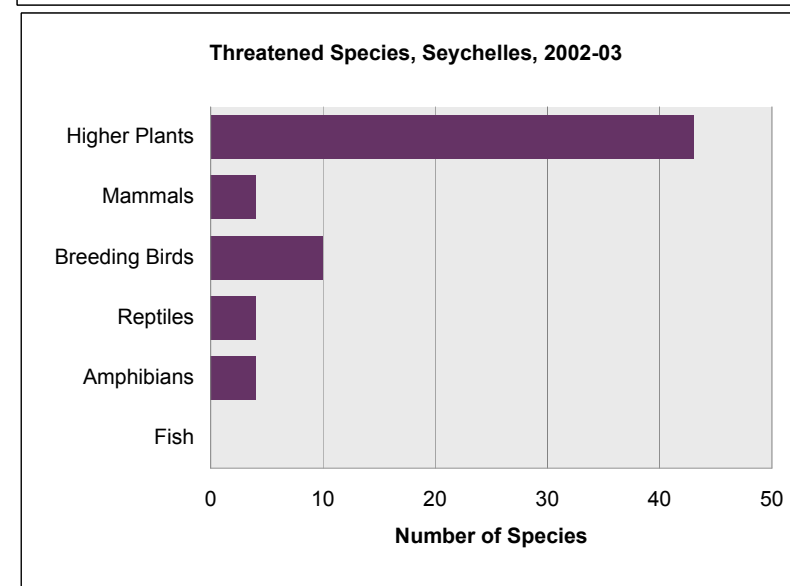 Threatened Species, Seychelles, 2002-03
Higher Plants
Mammals
Breeding Birds
Reptiles
Amphibians
Fish
0 10 20 30 40 50
Number of Species